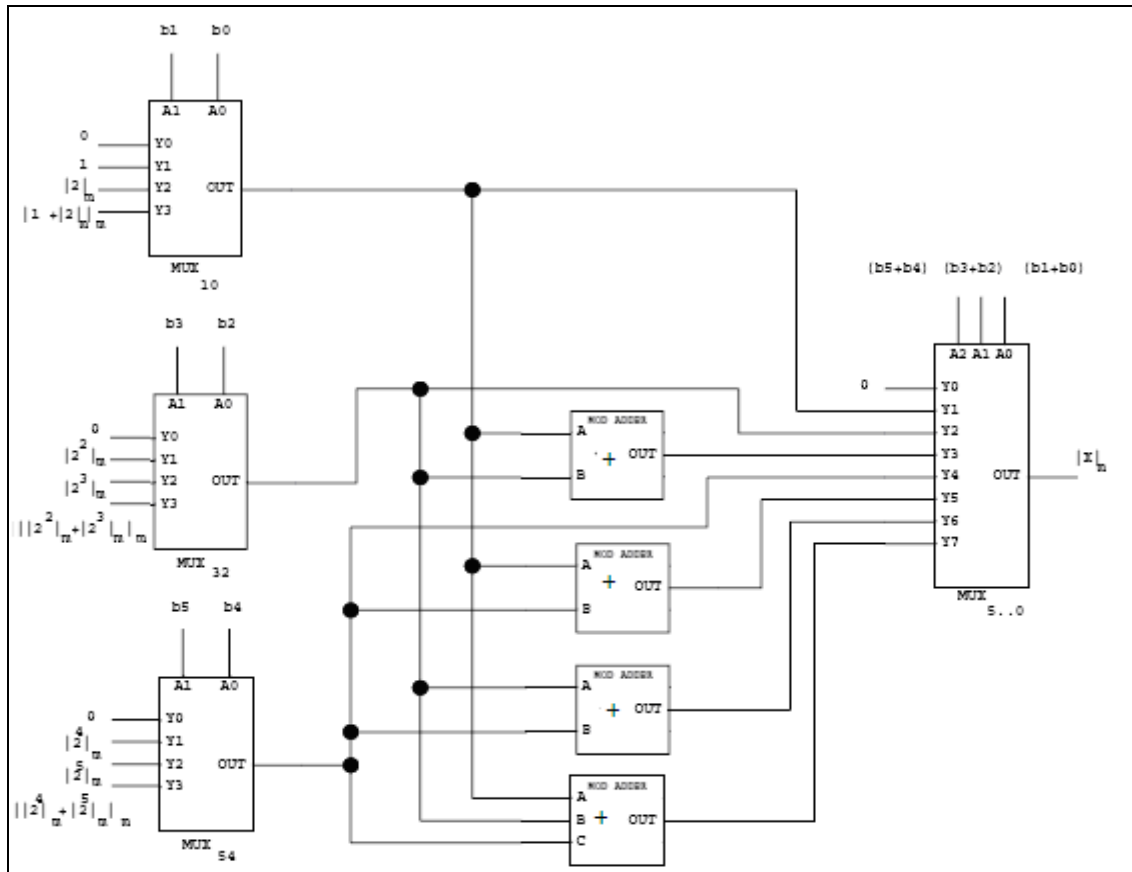 b1 b0
A1 A0
0 Y0
1 Y1
|2|m Y2 OUT
|1 +|2|m|m Y3
MUX 10
(b5+b4) (b3+b2) (b1+b0)
b3 b2
A2 A1 A0
0 Y0
Y1
Y2
Y3
Y4
Y5
Y6
Y7
OUT |X|m
MUX 5..0
A1 A0
0 Y0
|2^2|m Y1
|2^3|m Y2 OUT
Y3
|||2^2|m+|2^3|m|m
MUX 32
MOD ADDER
A
+ OUT
B
MOD ADDER
A
+ OUT
B
b5 b4
A1 A0
0 Y0
|2^4|m Y1
|2^5|m Y2 OUT
Y3
||2^4|m+|2^5|m|m
MUX 54
MOD ADDER
A
+ OUT
B
MOD ADDER
A
B + OUT
C